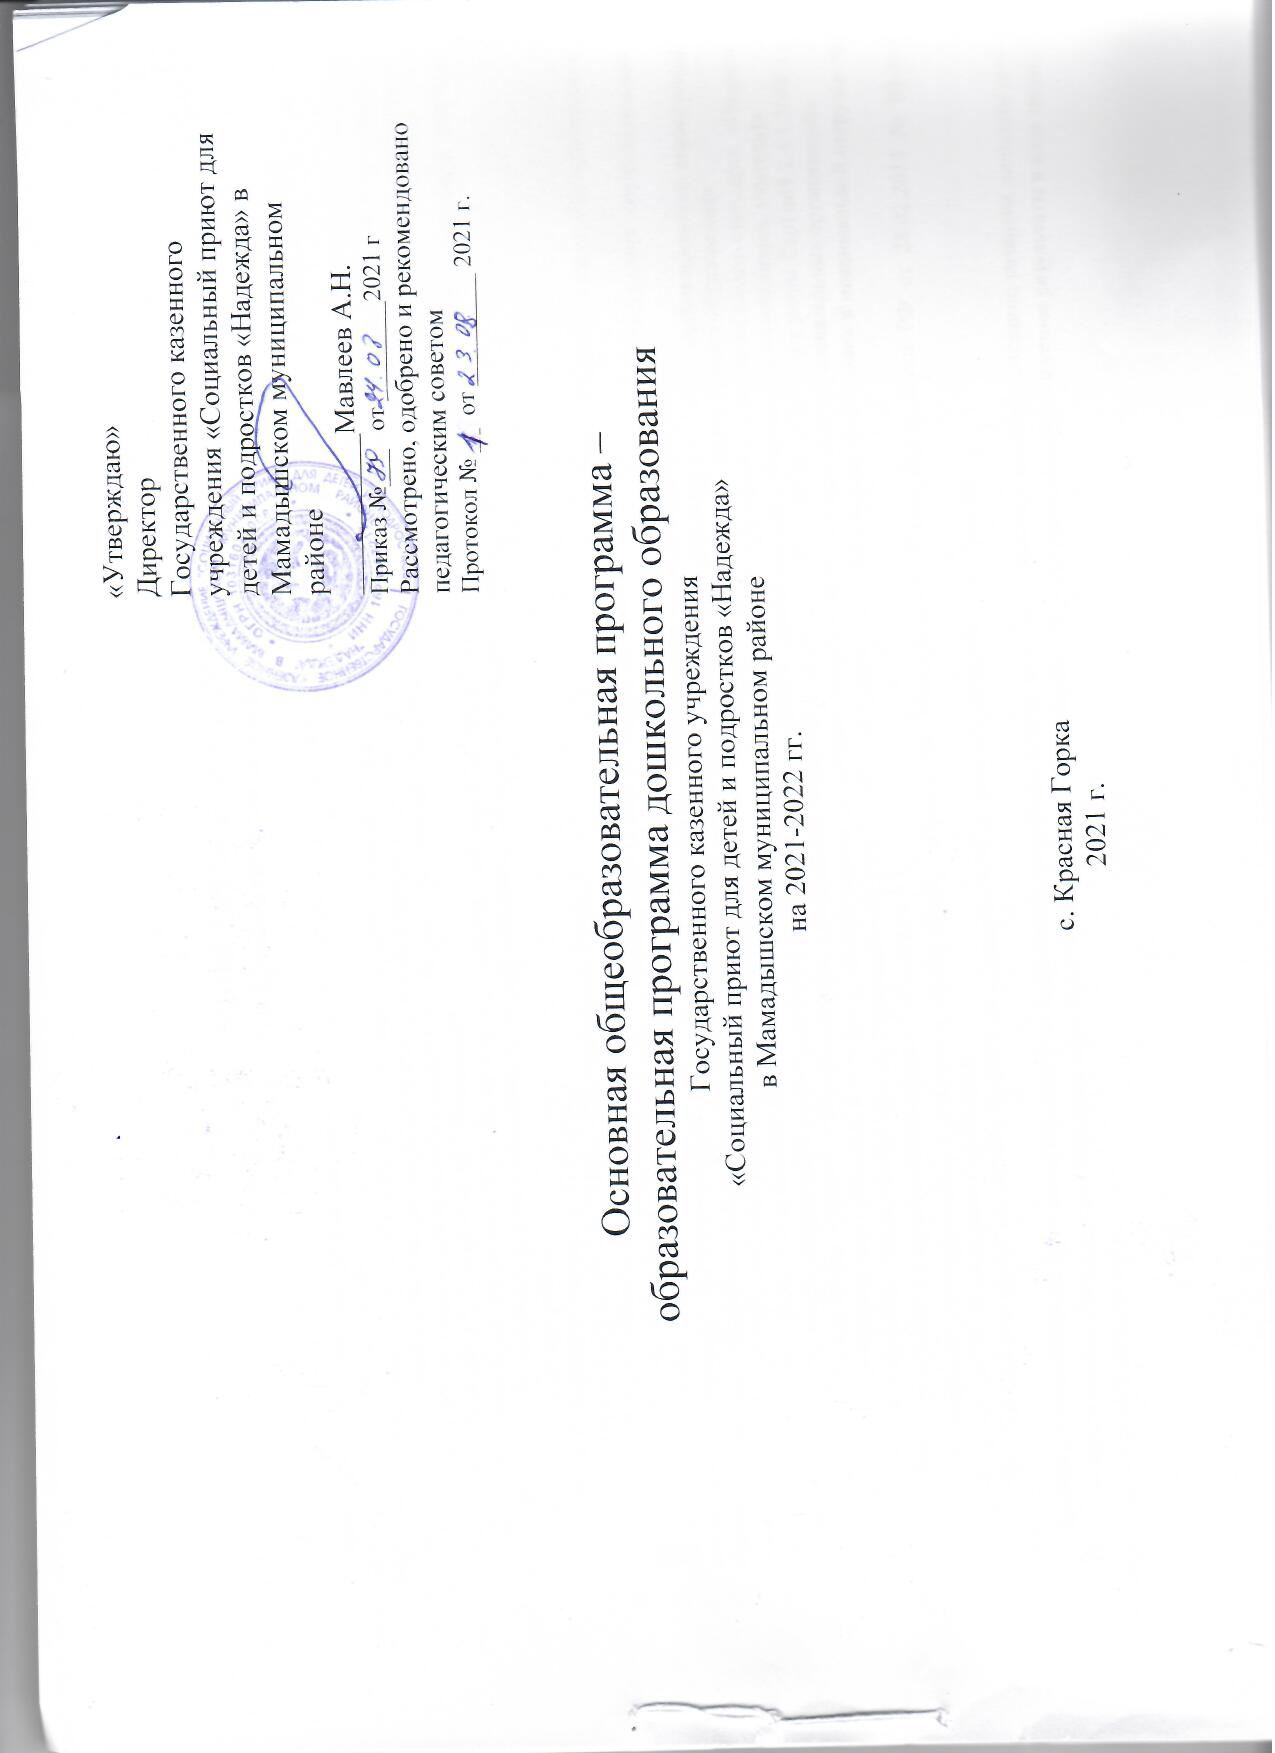 «Утверждаю»
Директор
Государственного казенного
учреждения «Социальный приют для
детей и подростков «Надежда» в
Мамадышском муниципальном
районе
Мавлеев А.Н.
Приказ № от 24.08 2021 г
Рассмотрено, одобрено и рекомендовано
педагогическим советом
Протокол № 1 от 23.08 2021 г.
Основная общеобразовательная программа –
образовательная программа дошкольного образования
Государственного казенного учреждения
«Социальный приют для детей и подростков «Надежда»
в Мамадышском муниципальном районе
на 2021-2022 гг.
с. Красная Горка
2021 г.